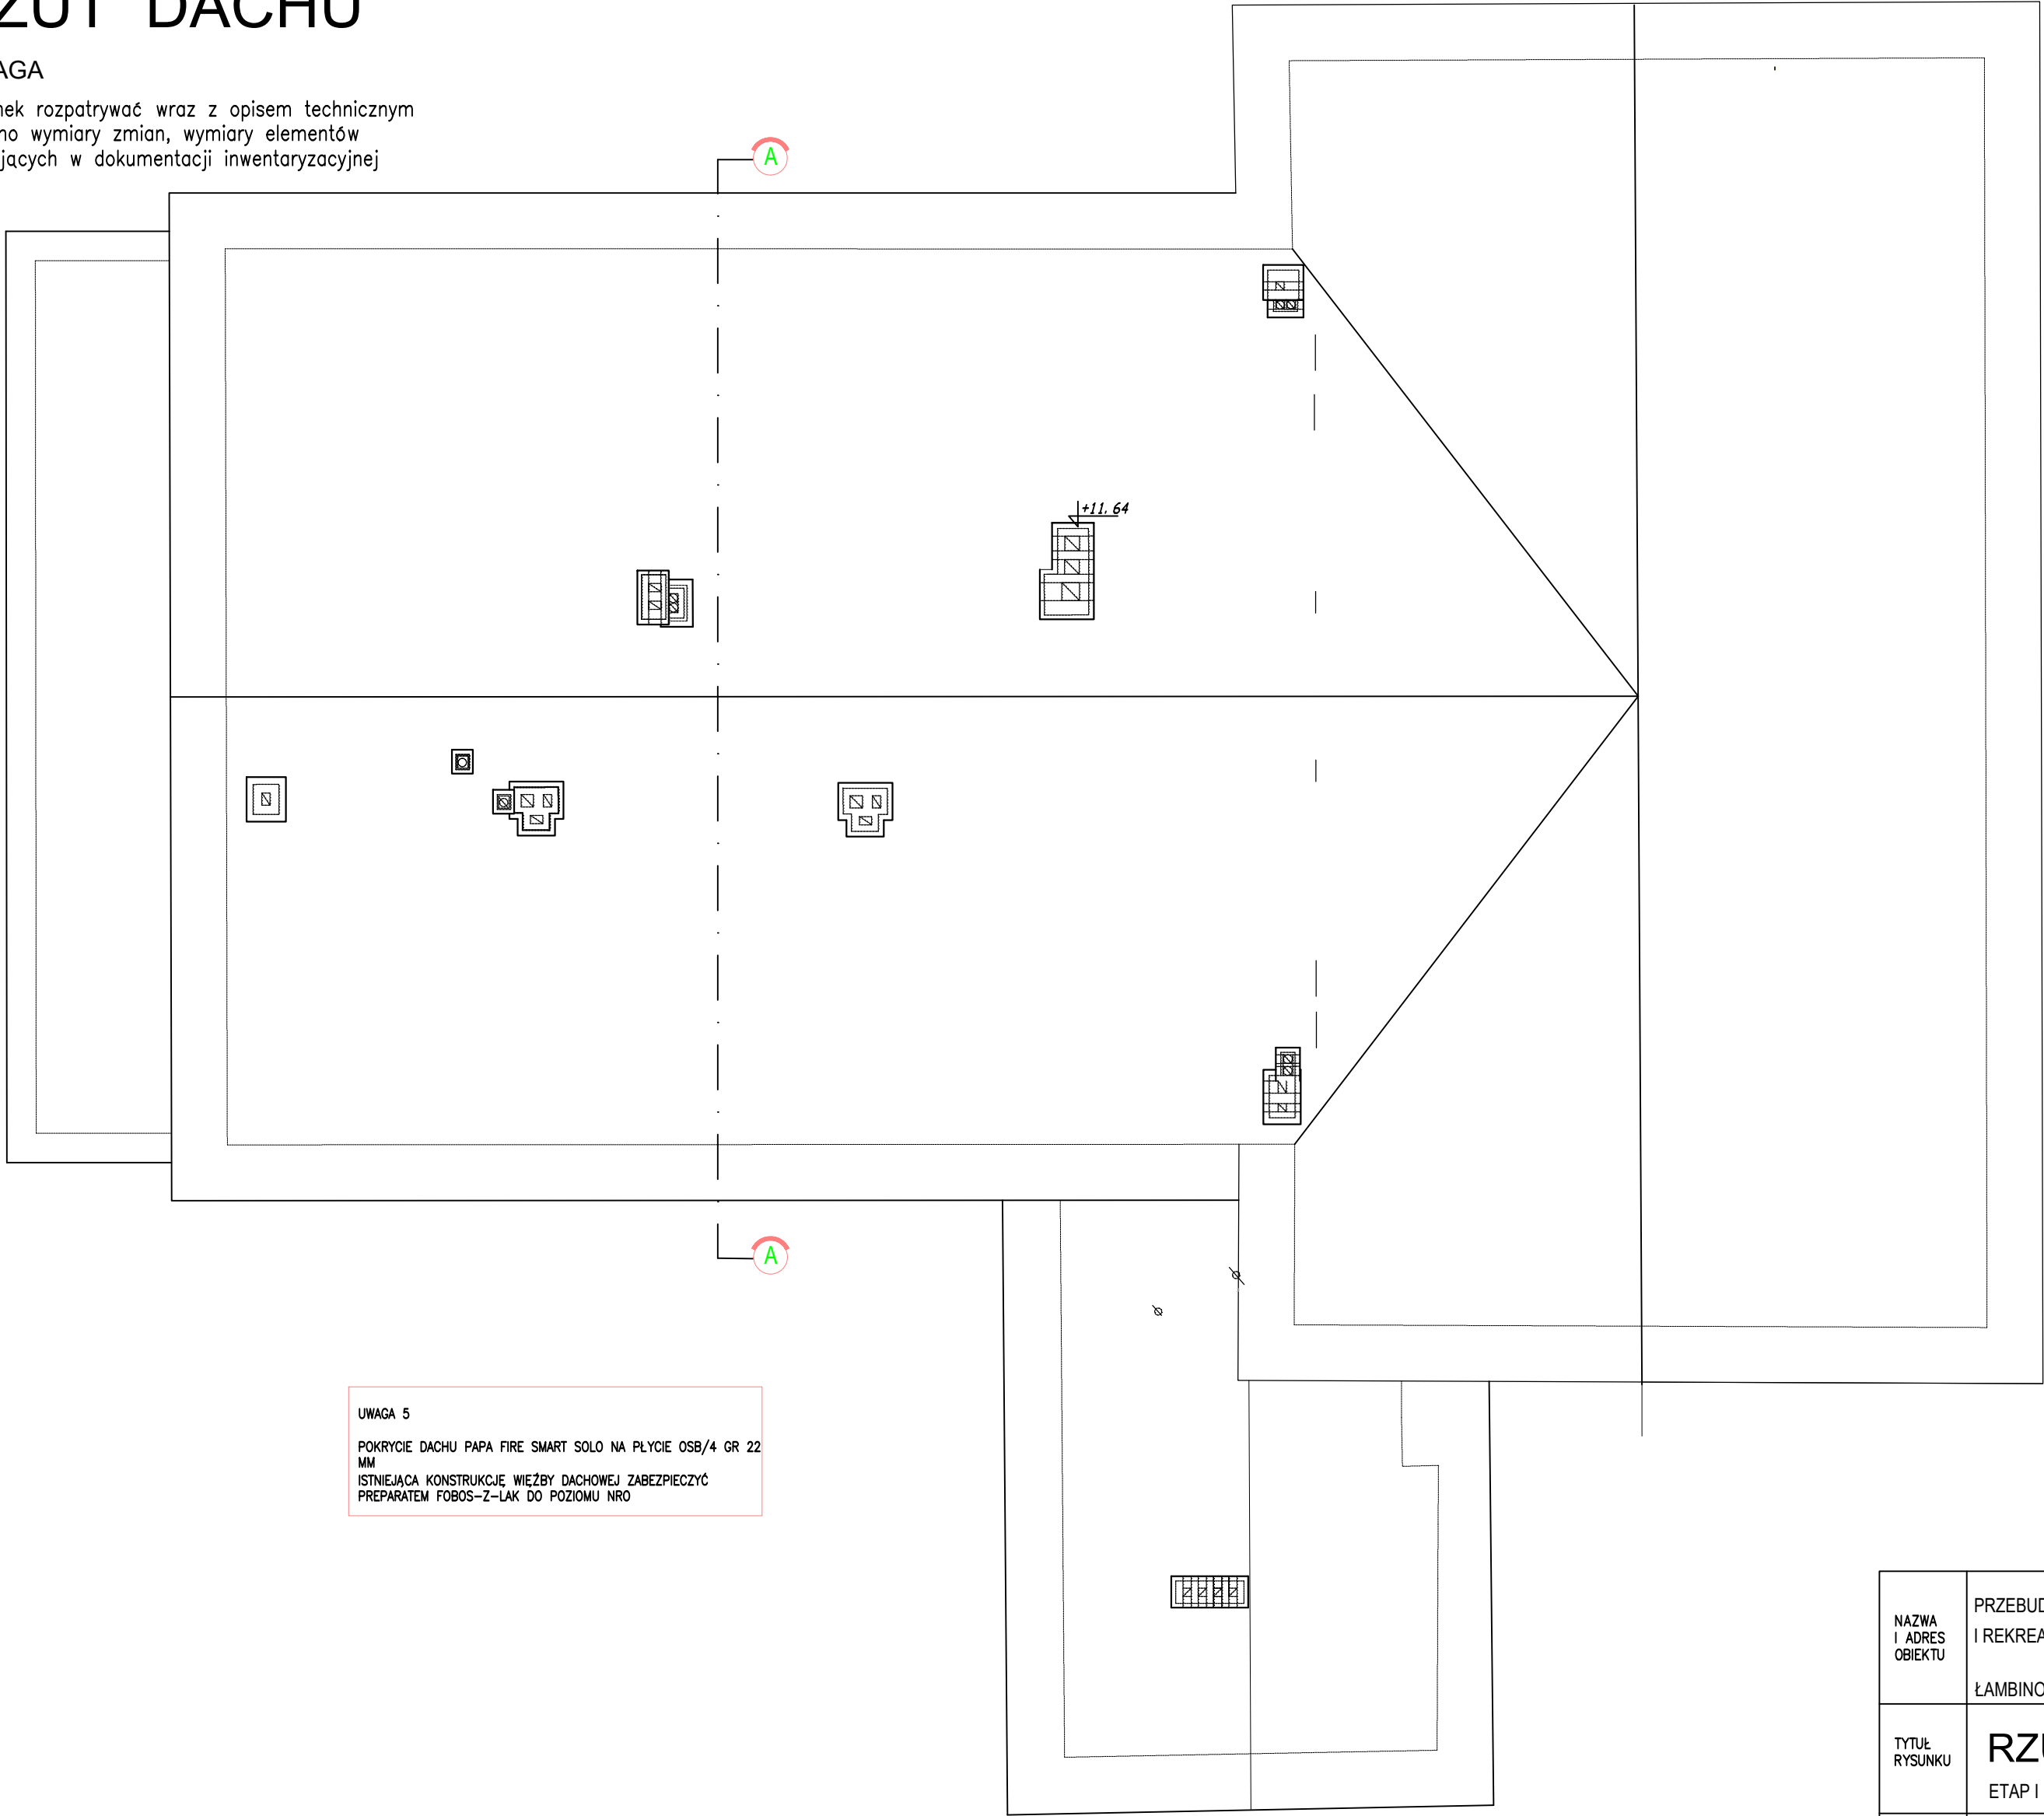 ZUT DACHU
AGA
nek rozpatrywać wraz z opisem technicznym
no wymiary zmian, wymiary elementów
jących w dokumentacji inwentaryzacyjnej
A
+11,64
A
UWAGA 5
POKRYCIE DACHU PAPA FIRE SMART SOLO NA PŁYCIE OSB/4 GR 22
MM
ISTNIEJĄCA KONSTRUKCJĘ WIĘŹBY DACHOWEJ ZABEZPIECZYĆ
PREPARATEM FOBOS-Z-LAK DO POZIOMU NRO
NAZWA
I ADRES
OBIEKTU
PRZEBUD
I REKREA
ŁAMBINO
TYTUŁ
RYSUNKU
RZU
ETAP I